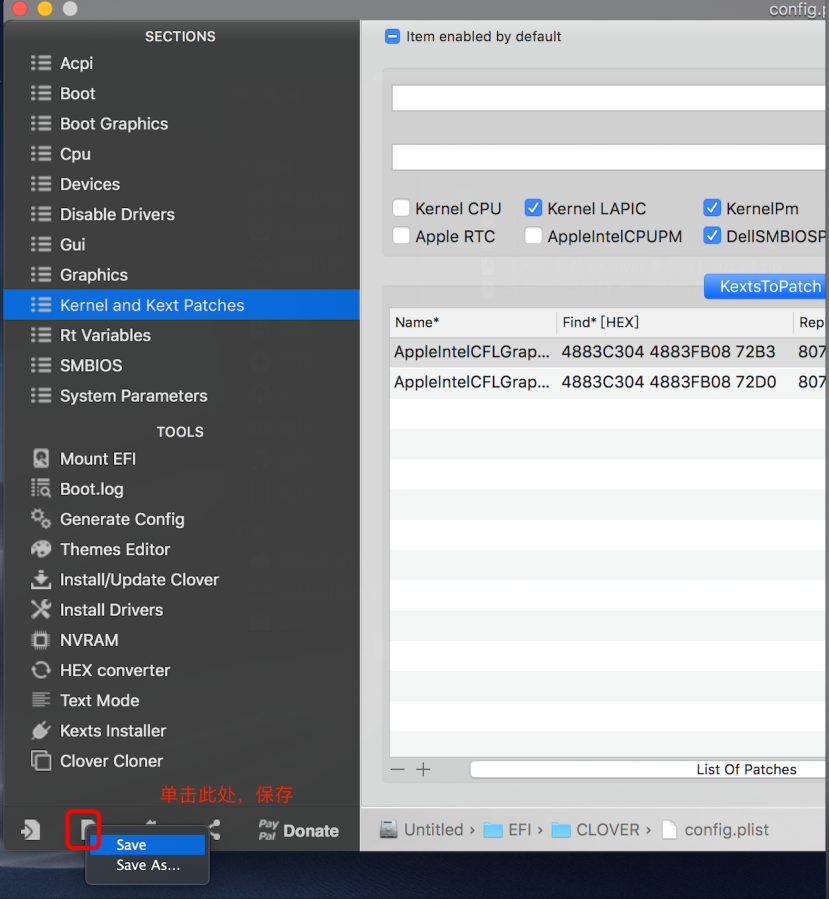 config.p
SECTIONS
Acpi
Boot
Boot Graphics
Cpu
Devices
Disable Drivers
Gui
Graphics
Kernel and Kext Patches
Rt Variables
SMBIOS
System Parameters
TOOLS
Mount EFI
Boot.log
Generate Config
Themes Editor
Install/Update Clover
Install Drivers
NVRAM
HEX converter
Text Mode
Kexts Installer
Clover Cloner
单击此处，保存
Pay
Pal
Donate
Save
Save As...
Item enabled by default
Kernel CPU Kernel LAPIC KernelPm
Apple RTC AppleIntelCPUPM DellSMBIOSP
KextsToPatch
Name* Find* [HEX] Rep
AppleIntelCFLGrap... 4883C304 4883FB08 72B3 807
AppleIntelCFLGrap... 4883C304 4883FB08 72D0 807
List Of Patches
Untitled › EFI › CLOVER › config.plist